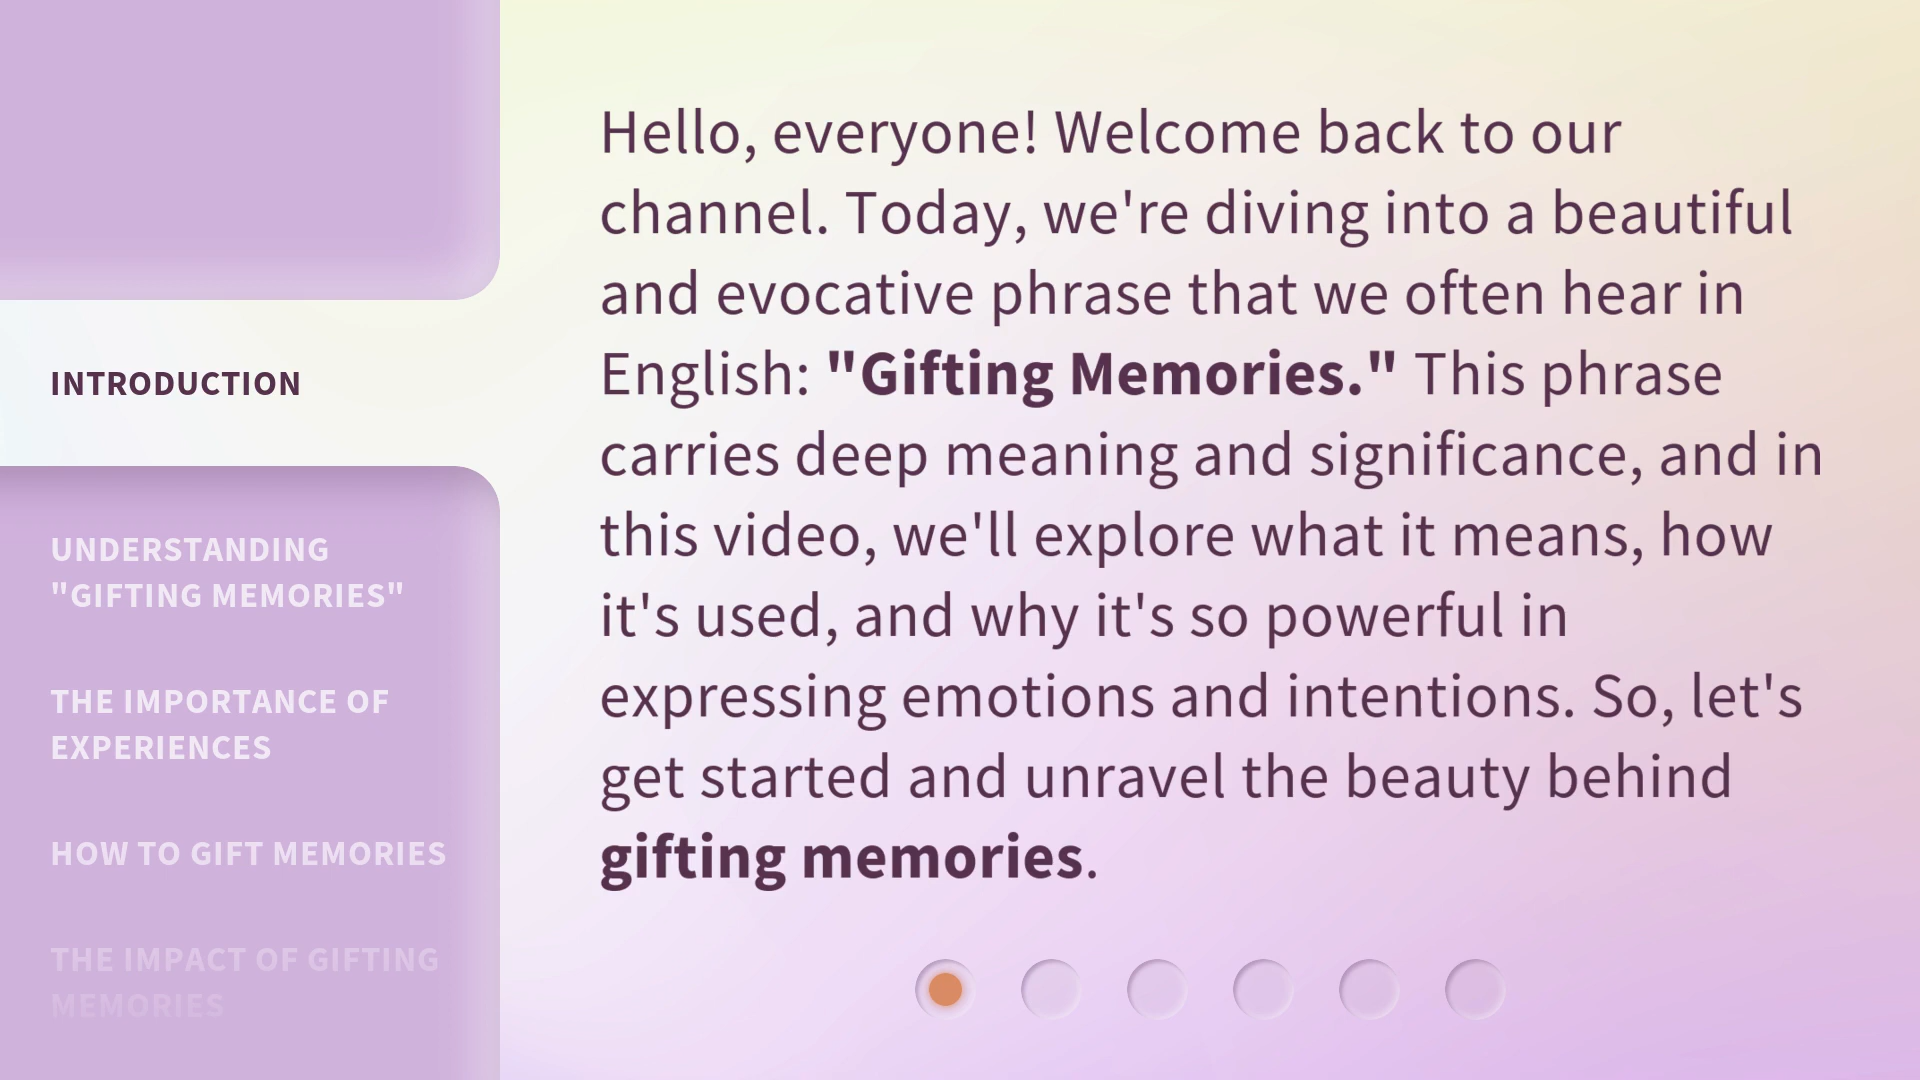 INTRODUCTION
UNDERSTANDING
"GIFTING MEMORIES"
THE IMPORTANCE OF
EXPERIENCES
HOW TO GIFT MEMORIES
THE IMPACT OF GIFTING
MEMORIES
Hello, everyone! Welcome back to our
channel. Today, we're diving into a beautiful
and evocative phrase that we often hear in
English: "Gifting Memories." This phrase
carries deep meaning and significance, and in
this video, we'll explore what it means, how
it's used, and why it's so powerful in
expressing emotions and intentions. So, let's
get started and unravel the beauty behind
gifting memories.